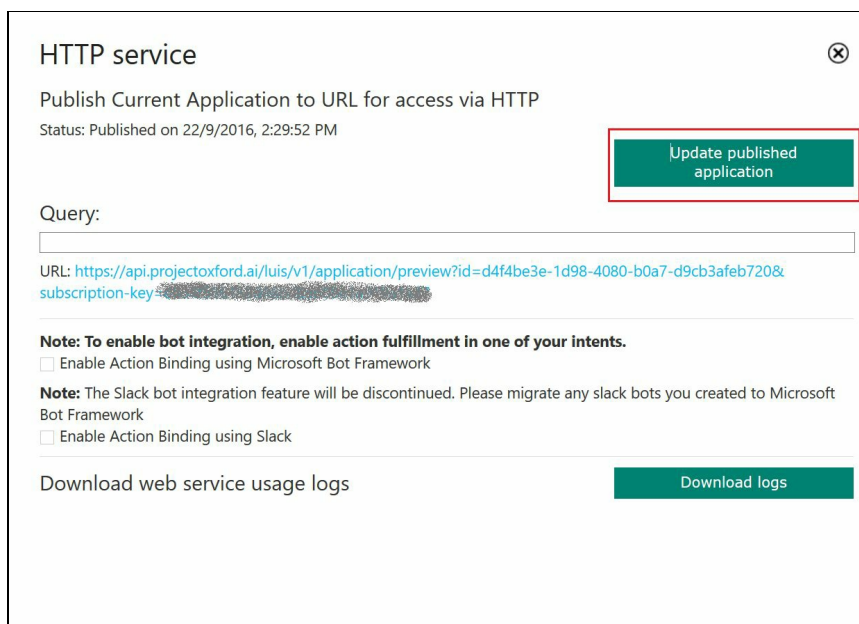 HTTP service
Publish Current Application to URL for access via HTTP
Status: Published on 22/9/2016, 2:29:52 PM
Update published
application
Query:
URL: https://api.projectoxford.ai/luis/v1/application/preview?id=d4f4be3e-1d98-4080-b0a7-d9cb3afeb720&
subscription-key=
Note: To enable bot integration, enable action fulfillment in one of your intents.
Enable Action Binding using Microsoft Bot Framework
Note: The Slack bot integration feature will be discontinued. Please migrate any slack bots you created to Microsoft
Bot Framework
Enable Action Binding using Slack
Download web service usage logs
Download logs